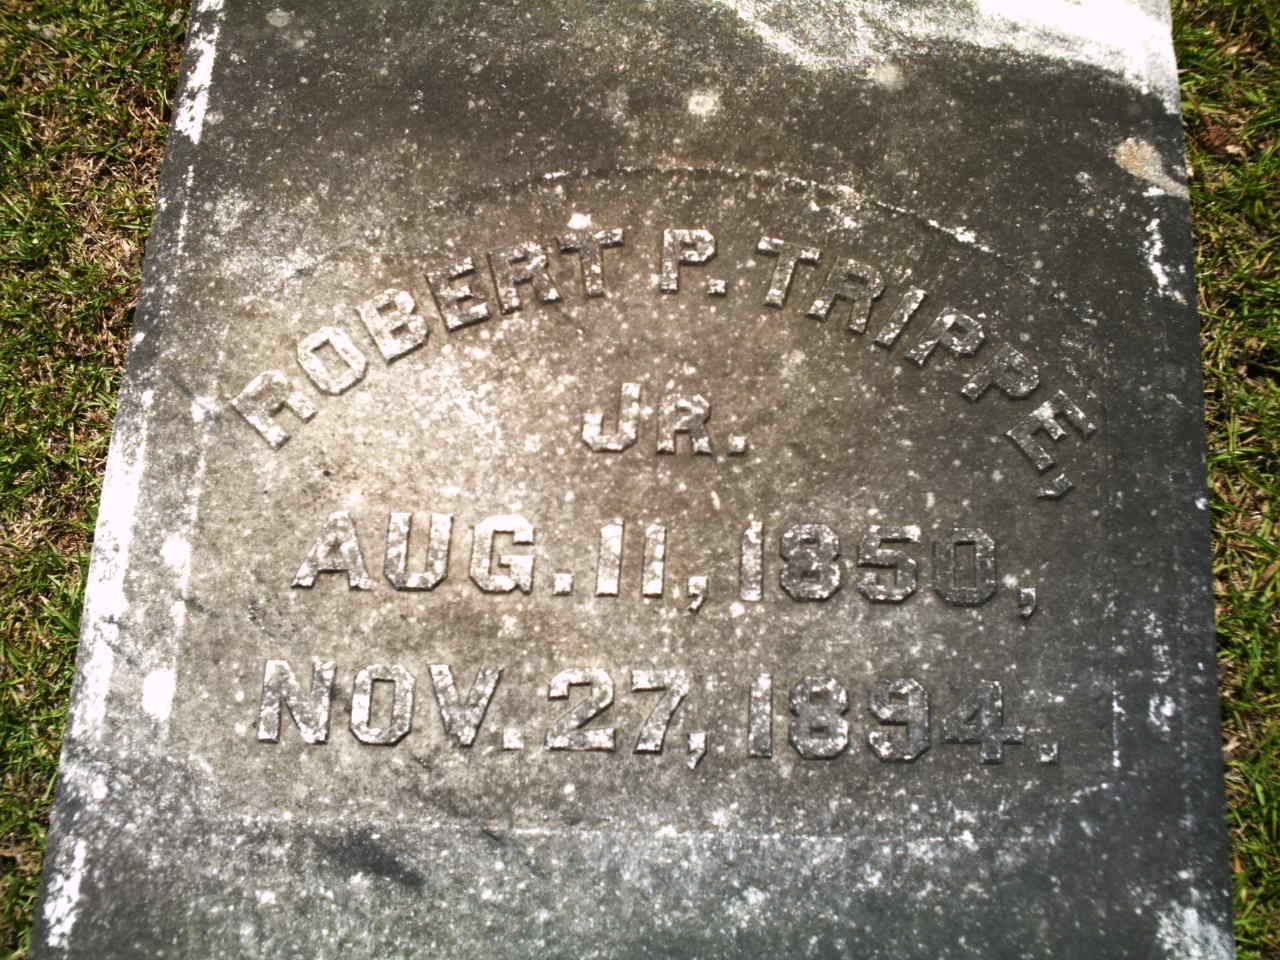 ROBERT P. TRIPPE,
JR.
AUG. 11, 1850,
NOV. 27, 1894.